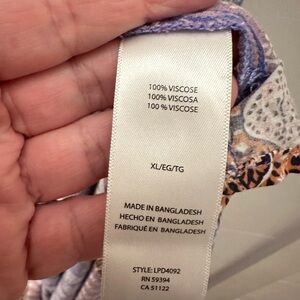 100% VISCOSE
100% VISCOSA
100 % VISCOSE
XL/EG/TG
MADE IN BANGLADESH
HECHO EN BANGLADESH
FABRIQUÉ EN BANGLADESH
STYLE: LPD4092
RN 59394
CA 51122